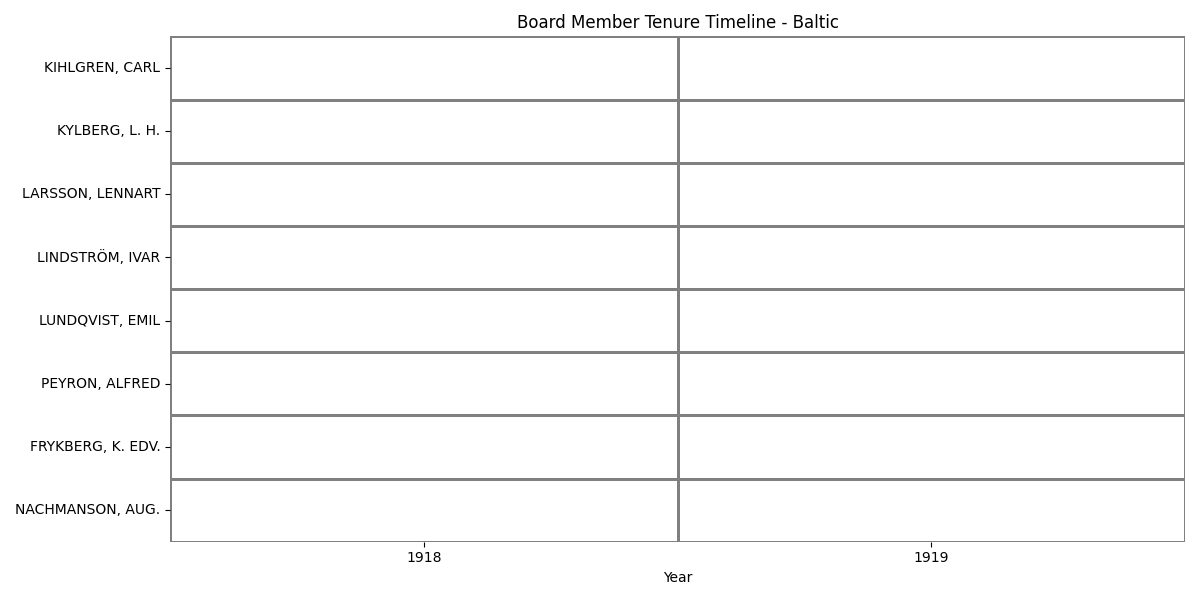 Board Member Tenure Timeline - Baltic
KIHLGREN, CARL
KYLBERG, L. H.
LARSSON, LENNART
LINDSTRÖM, IVAR
LUNDQVIST, EMIL
PEYRON, ALFRED
FRYKBERG, K. EDV.
NACHMANSON, AUG.
1918 1919
Year